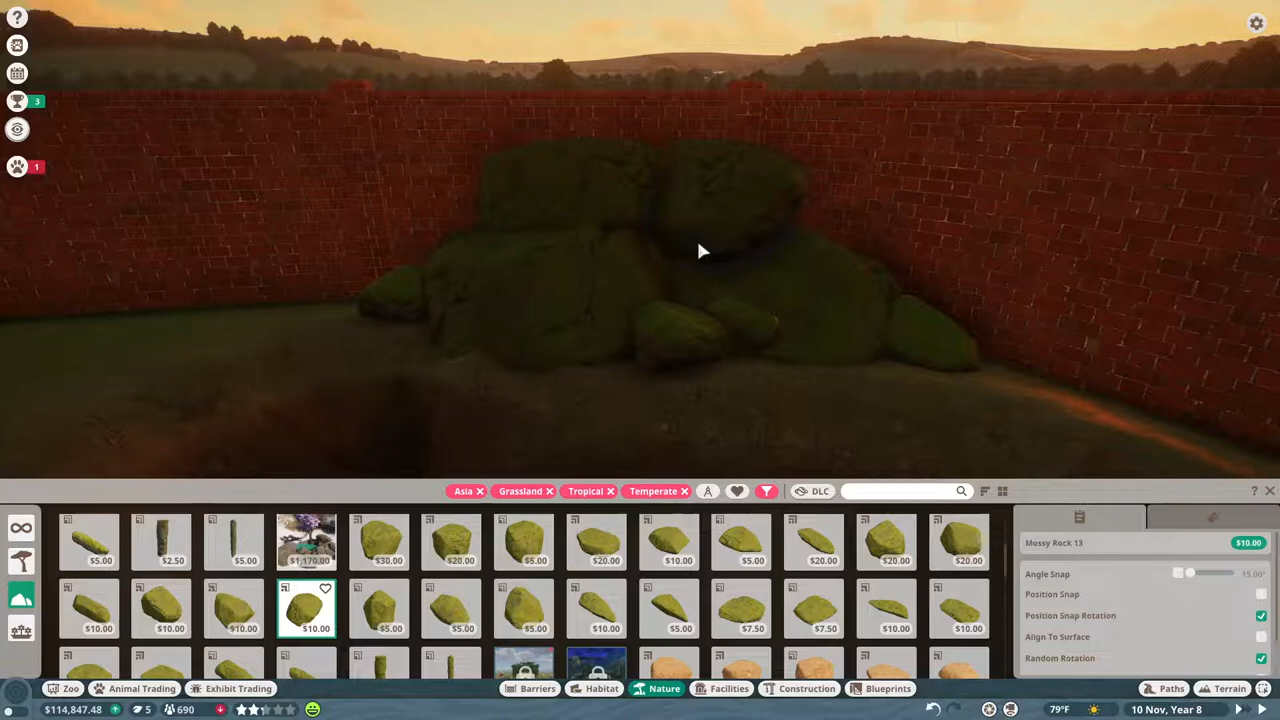 ?
3
1
Asia ✕ Grassland ✕ Tropical ✕ Temperate ✕ DLC ? ✕
$5.00 $2.50 $5.00 $1,170.00 $30.00 $20.00 $5.00 $20.00 $10.00 $5.00 $20.00 $20.00 $20.00
$10.00 $10.00 $10.00 $10.00 $5.00 $5.00 $5.00 $10.00 $5.00 $7.50 $7.50 $10.00 $10.00
Mossy Rock 13 $10.00
Angle Snap 15.00°
Position Snap
Position Snap Rotation
Align To Surface
Random Rotation
Zoo Animal Trading Exhibit Trading Barriers Habitat Nature Facilities Construction Blueprints Paths Terrain
$114,847.48 5 690 79°F 10 Nov, Year 8